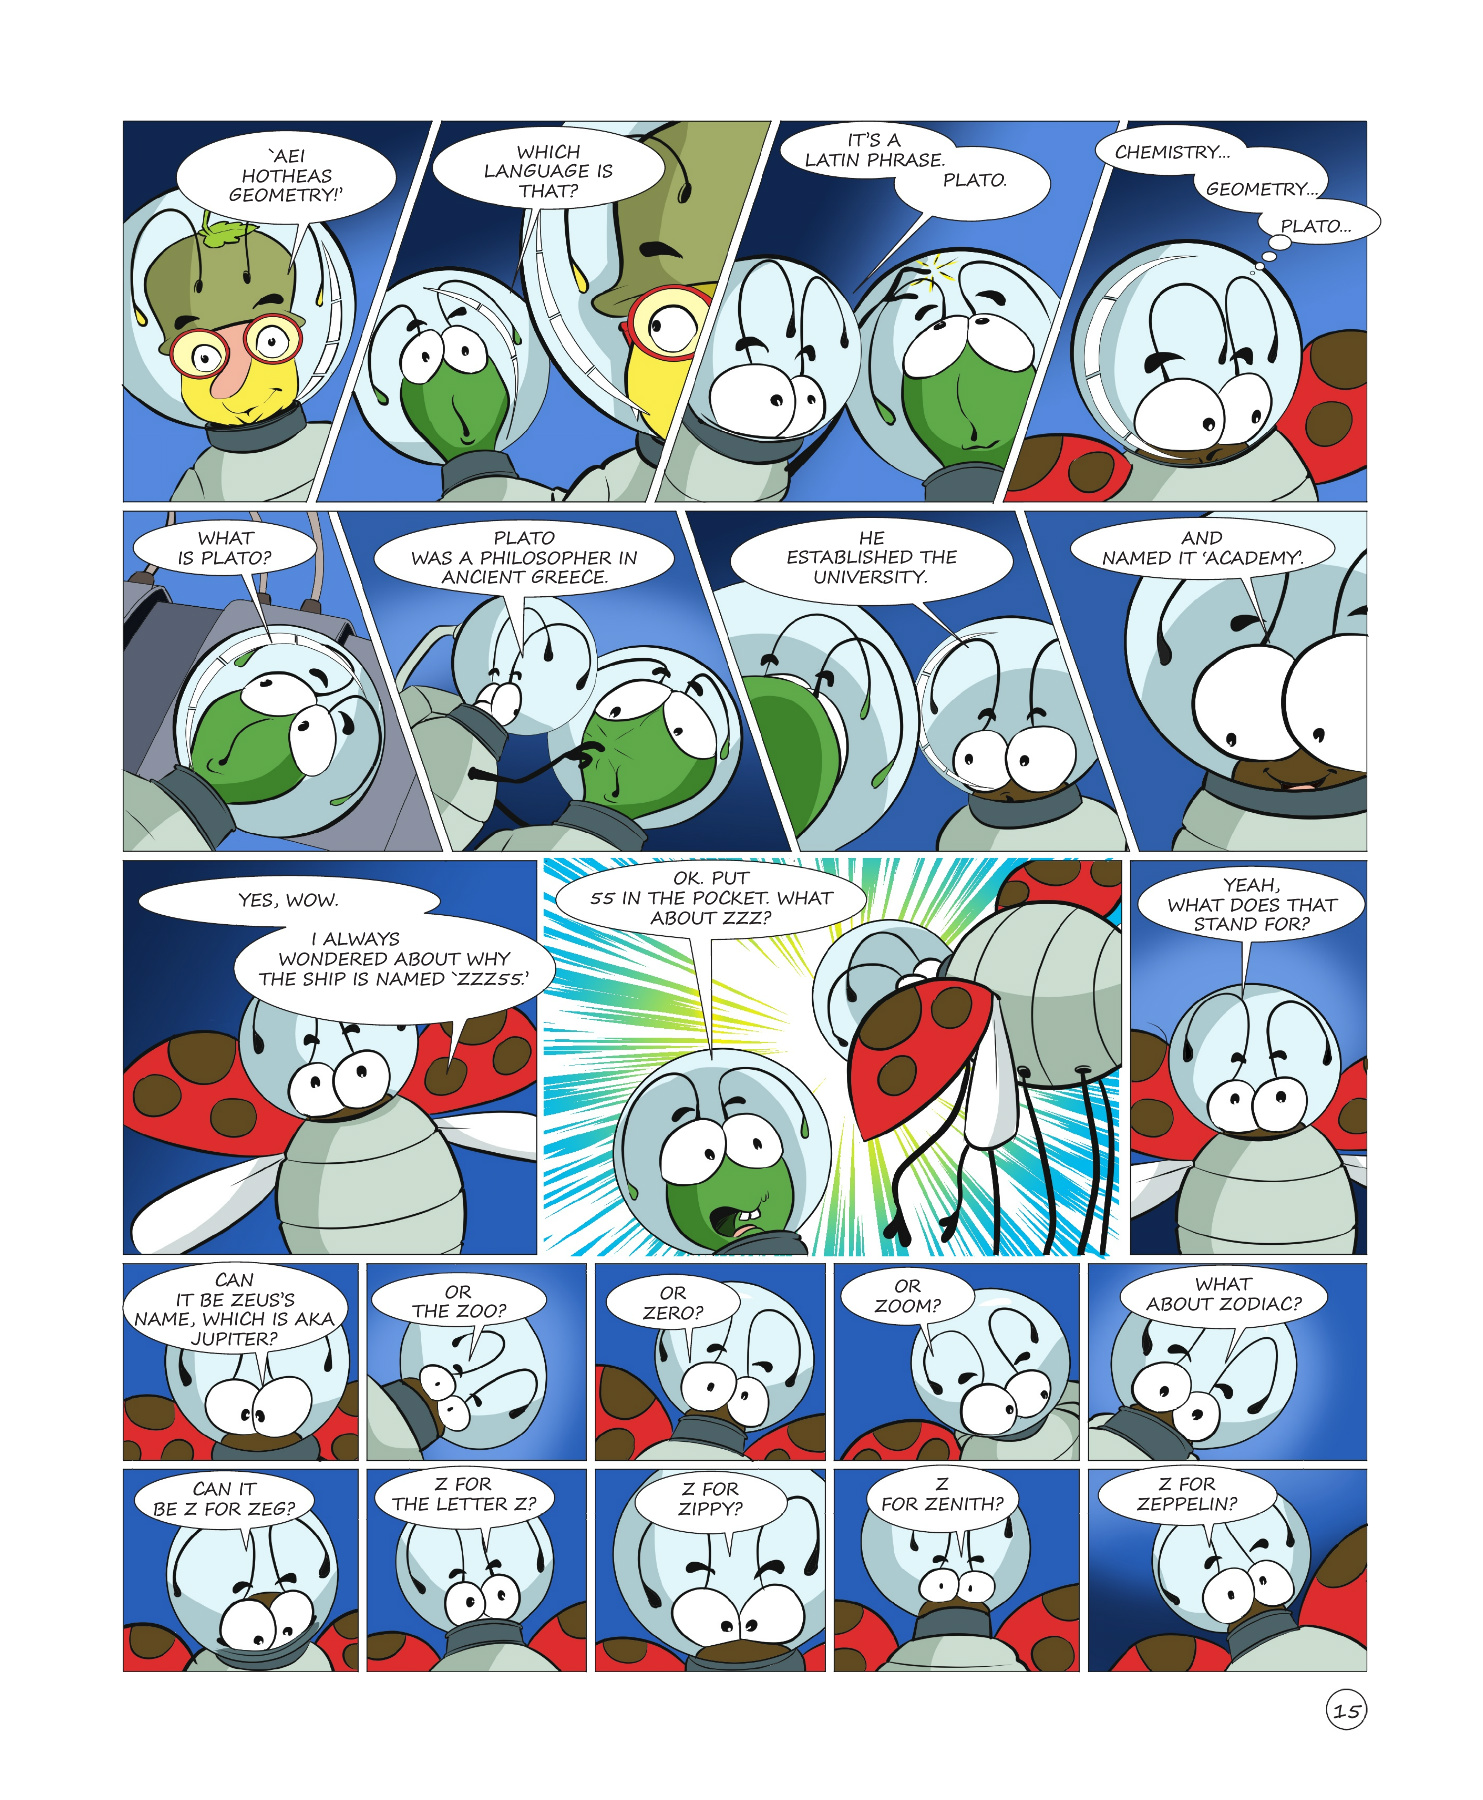 `AEI
HOTHEAS
GEOMETRY!'
WHICH
LANGUAGE IS
THAT?
IT'S A
LATIN PHRASE.
PLATO.
CHEMISTRY...
GEOMETRY...
PLATO...
WHAT
IS PLATO?
PLATO
WAS A PHILOSOPHER IN
ANCIENT GREECE.
HE
ESTABLISHED THE
UNIVERSITY.
AND
NAMED IT 'ACADEMY'.
YES, WOW.
I ALWAYS
WONDERED ABOUT WHY
THE SHIP IS NAMED `ZZZ55.'
OK. PUT
55 IN THE POCKET. WHAT
ABOUT ZZZ?
YEAH,
WHAT DOES THAT
STAND FOR?
CAN
IT BE ZEUS'S
NAME, WHICH IS AKA
JUPITER?
OR
THE ZOO?
OR
ZERO?
OR
ZOOM?
WHAT
ABOUT ZODIAC?
CAN IT
BE Z FOR ZEG?
Z FOR
THE LETTER Z?
Z FOR
ZIPPY?
Z
FOR ZENITH?
Z FOR
ZEPPELIN?
15